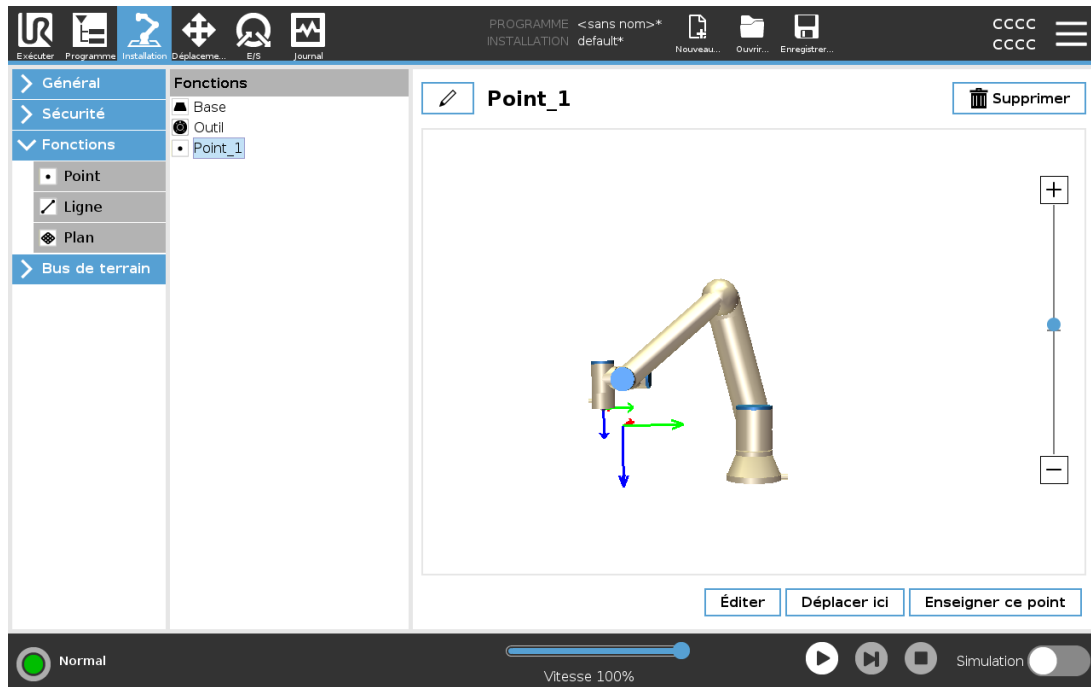 PROGRAMME <sans nom>*
INSTALLATION default*
CCCC
CCCC
Exécuter
Programme
Installation
Déplaceme...
E/S
Journal
Nouveau...
Ouvrir...
Enregistrer...
Général
Sécurité
Fonctions
Point
Ligne
Plan
Bus de terrain
Fonctions
Base
Outil
Point_1
Point_1
Supprimer
Éditer
Déplacer ici
Enseigner ce point
Normal
Vitesse 100%
Simulation